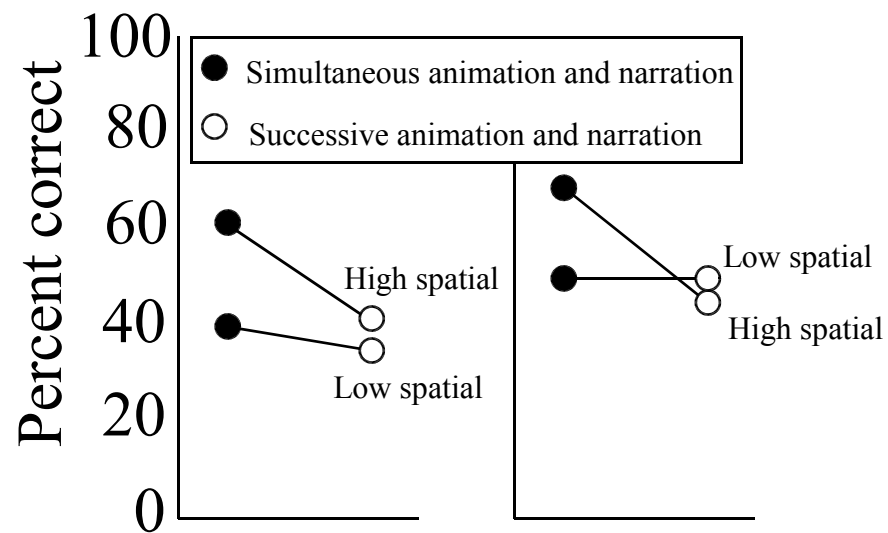 Percent correct
100
80
60
40
20
0
Simultaneous animation and narration
Successive animation and narration
High spatial
Low spatial
Low spatial
High spatial